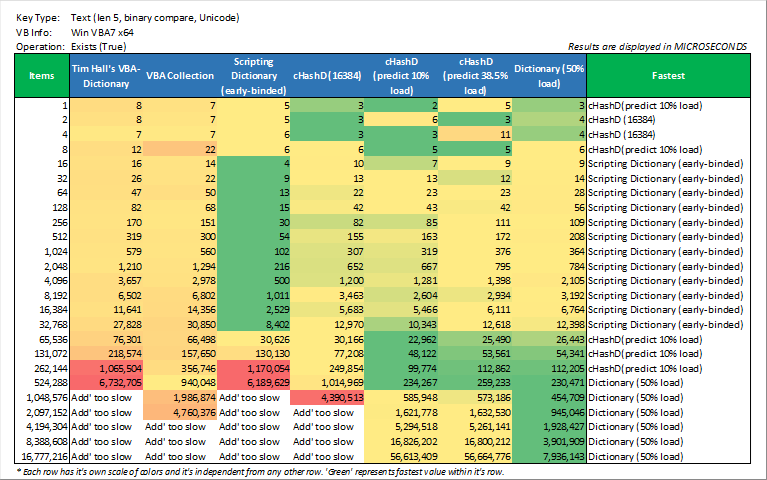 Key Type: Text (len 5, binary compare, Unicode)
VB Info: Win VBA7 x64
Operation: Exists (True)
Results are displayed in MICROSECONDS
Items Tim Hall's VBA-Dictionary VBA Collection Scripting Dictionary (early-binded) cHashD (16384) cHashD (predict 10% load) cHashD (predict 38.5% load) Dictionary (50% load) Fastest
1 8 7 5 3 2 5 3 cHashD(predict 10% load)
2 8 7 5 3 6 3 4 cHashD (16384)
4 7 7 6 3 3 11 4 cHashD (16384)
8 12 22 6 6 5 5 6 cHashD(predict 10% load)
16 16 14 4 10 7 9 9 Scripting Dictionary (early-binded)
32 26 22 9 13 13 12 14 Scripting Dictionary (early-binded)
64 47 50 13 22 23 23 28 Scripting Dictionary (early-binded)
128 82 68 15 42 43 42 56 Scripting Dictionary (early-binded)
256 170 151 30 82 85 111 109 Scripting Dictionary (early-binded)
512 319 300 54 155 163 172 208 Scripting Dictionary (early-binded)
1,024 579 560 102 307 319 376 364 Scripting Dictionary (early-binded)
2,048 1,210 1,294 216 652 667 795 784 Scripting Dictionary (early-binded)
4,096 3,657 2,978 500 1,200 1,281 1,398 2,105 Scripting Dictionary (early-binded)
8,192 6,502 6,802 1,011 3,463 2,604 2,934 3,192 Scripting Dictionary (early-binded)
16,384 11,641 14,356 2,529 5,683 5,466 6,111 6,764 Scripting Dictionary (early-binded)
32,768 27,828 30,850 8,402 12,970 10,343 12,618 12,398 Scripting Dictionary (early-binded)
65,536 76,301 66,498 30,626 30,166 22,962 25,490 26,443 cHashD(predict 10% load)
131,072 218,574 157,650 130,130 77,208 48,122 53,561 54,341 cHashD(predict 10% load)
262,144 1,065,504 356,746 1,170,054 249,854 99,774 112,862 112,205 cHashD(predict 10% load)
524,288 6,732,705 940,048 6,189,629 1,014,969 234,267 259,233 230,471 Dictionary (50% load)
1,048,576 Add' too slow 1,986,874 Add' too slow 4,390,513 585,948 573,186 454,709 Dictionary (50% load)
2,097,152 Add' too slow 4,760,376 Add' too slow Add' too slow 1,621,778 1,632,530 945,046 Dictionary (50% load)
4,194,304 Add' too slow Add' too slow Add' too slow Add' too slow 5,294,518 5,261,141 1,928,427 Dictionary (50% load)
8,388,608 Add' too slow Add' too slow Add' too slow Add' too slow 16,826,202 16,800,212 3,901,909 Dictionary (50% load)
16,777,216 Add' too slow Add' too slow Add' too slow Add' too slow 56,613,409 56,664,776 7,936,143 Dictionary (50% load)
* Each row has it's own scale of colors and it's independent from any other row. 'Green' represents fastest value within it's row.